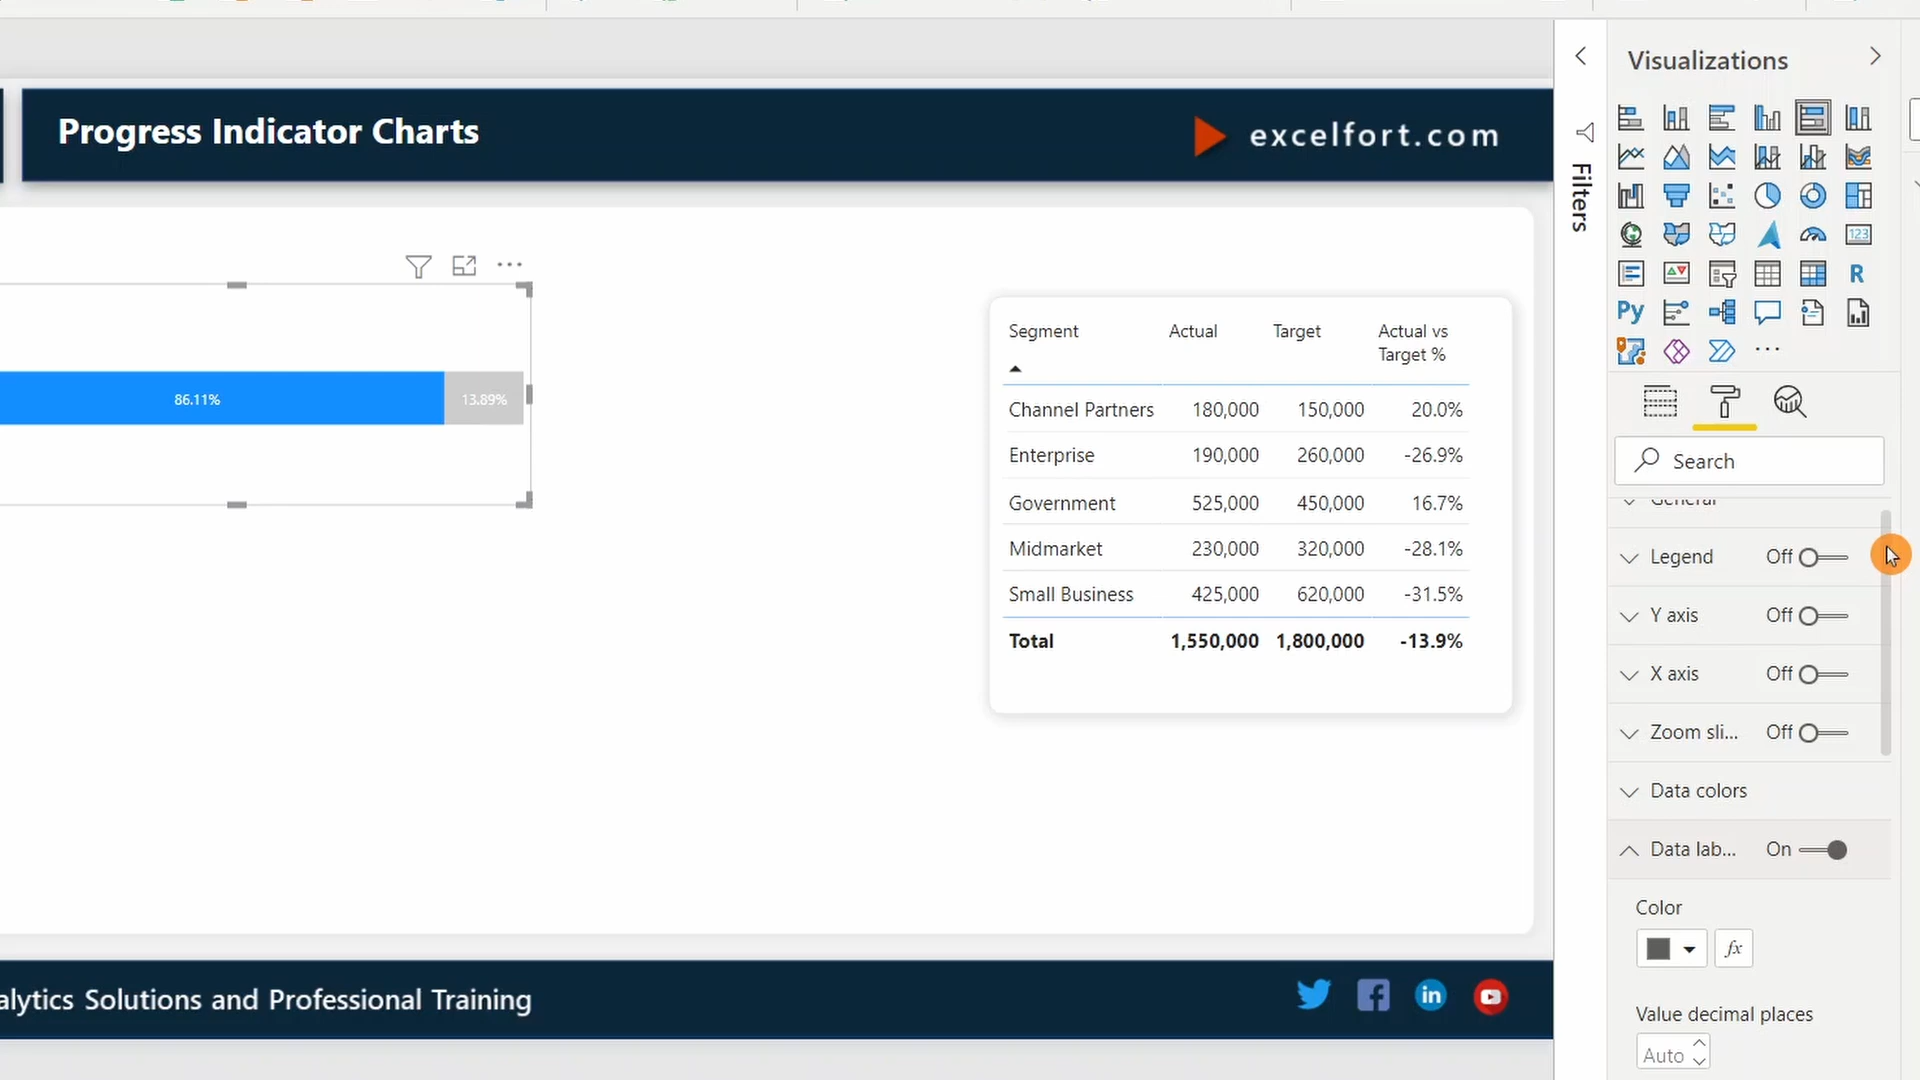 Progress Indicator Charts
excelfort.com
86.11%
13.89%
Segment Actual Target Actual vs
Target %
Channel Partners 180,000 150,000 20.0%
Enterprise 190,000 260,000 -26.9%
Government 525,000 450,000 16.7%
Midmarket 230,000 320,000 -28.1%
Small Business 425,000 620,000 -31.5%
Total 1,550,000 1,800,000 -13.9%
alytics Solutions and Professional Training
in
Filters
Visualizations
123
R
Py
...
Search
General
Legend Off
Y axis Off
X axis Off
Zoom sli... Off
Data colors
Data lab... On
Color
fx
Value decimal places
Auto